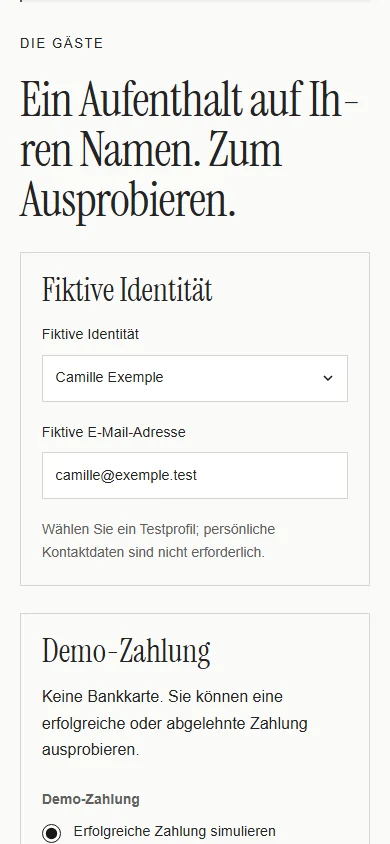 DIE GÄSTE
Ein Aufenthalt auf Ih-
ren Namen. Zum
Ausprobieren.
Fiktive Identität
Fiktive Identität
Camille Exemple
Fiktive E-Mail-Adresse
camille@exemple.test
Wählen Sie ein Testprofil; persönliche
Kontaktdaten sind nicht erforderlich.
Demo-Zahlung
Keine Bankkarte. Sie können eine
erfolgreiche oder abgelehnte Zahlung
ausprobieren.
Demo-Zahlung
Erfolgreiche Zahlung simulieren